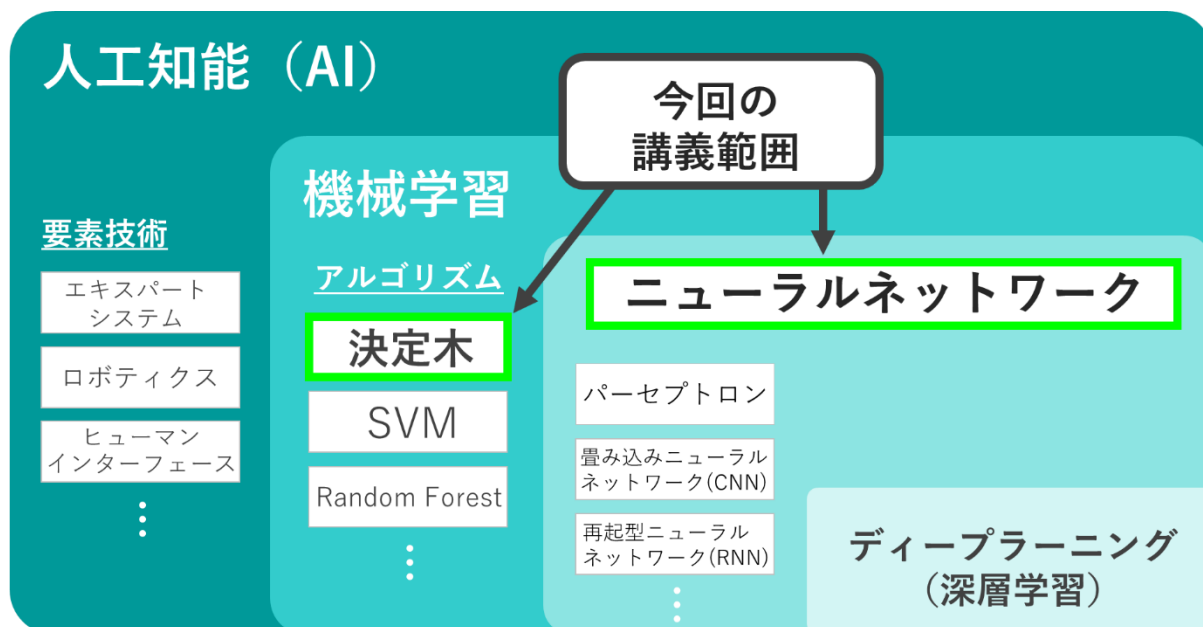 人工知能（AI）
今回の
講義範囲
機械学習
要素技術
エキスパート
システム
ロボティクス
ヒューマン
インターフェース
アルゴリズム
決定木
SVM
Random Forest
ニューラルネットワーク
パーセプトロン
畳み込みニューラル
ネットワーク(CNN)
再起型ニューラル
ネットワーク(RNN)
ディープラーニング
（深層学習）